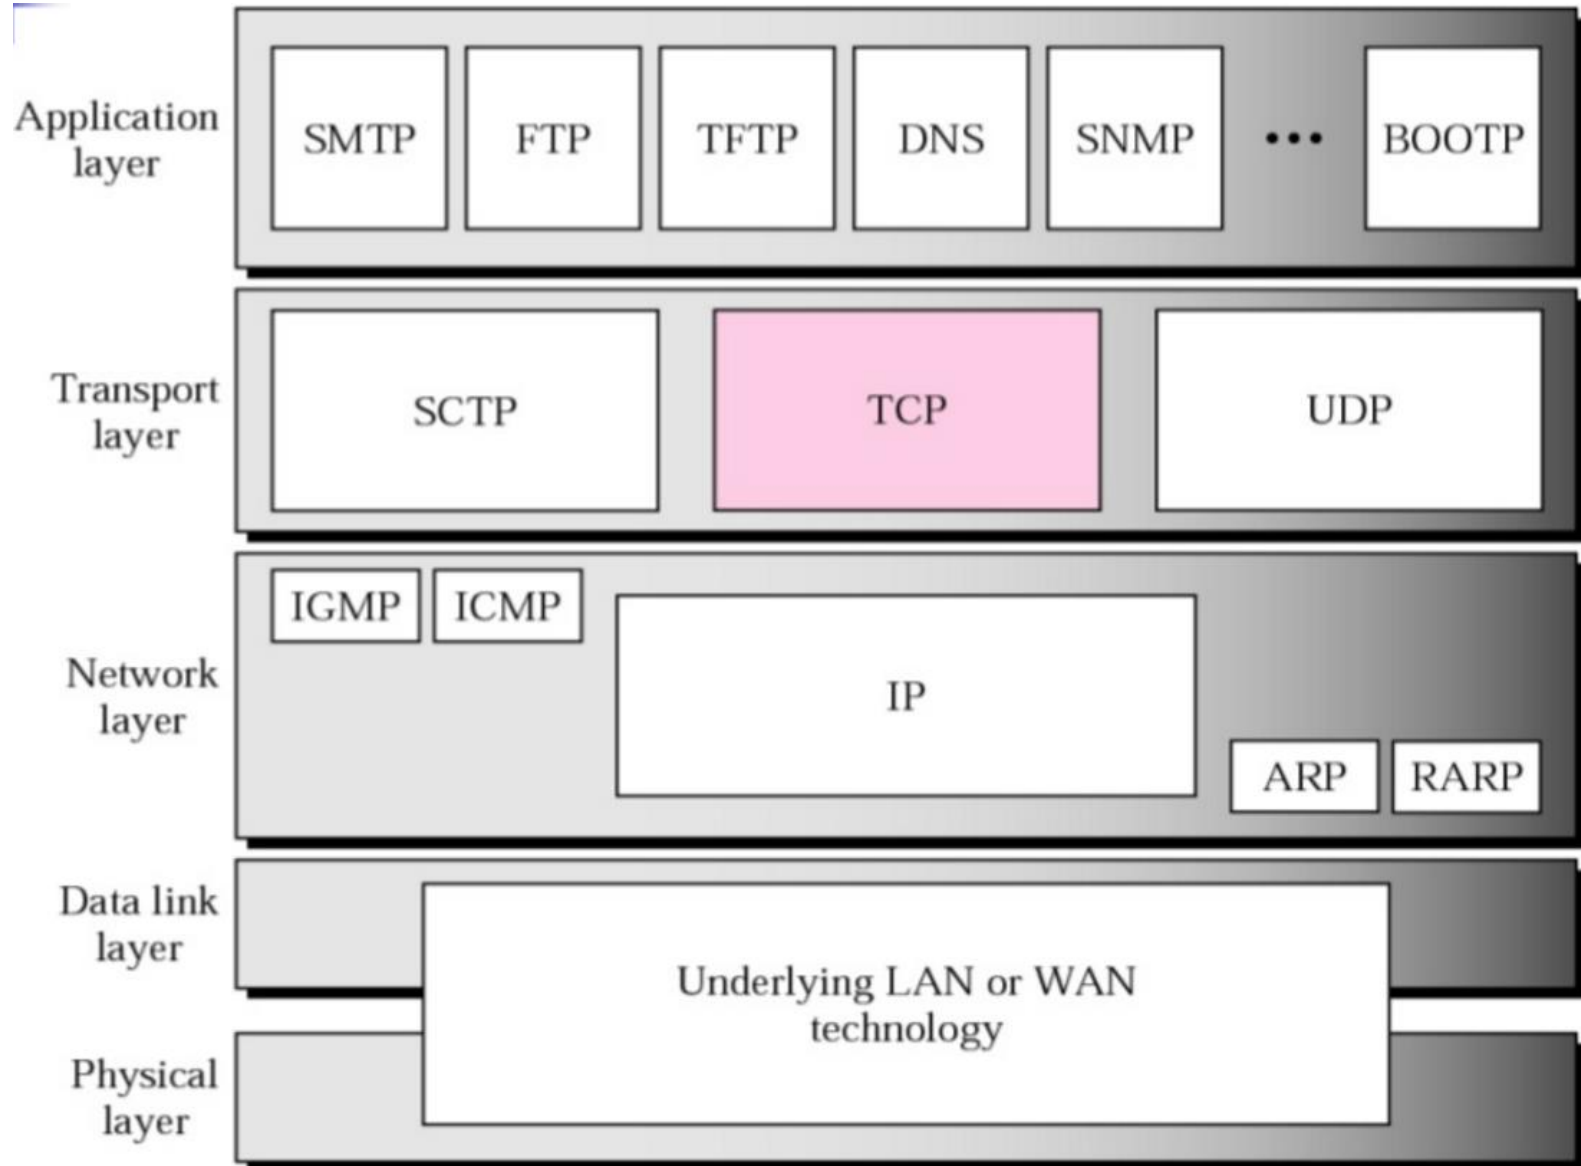 Application
layer
SMTP
FTP
TFTP
DNS
SNMP
•••
BOOTP
Transport
layer
SCTP
TCP
UDP
Network
layer
IGMP
ICMP
IP
ARP
RARP
Data link
layer
Underlying LAN or WAN
technology
Physical
layer